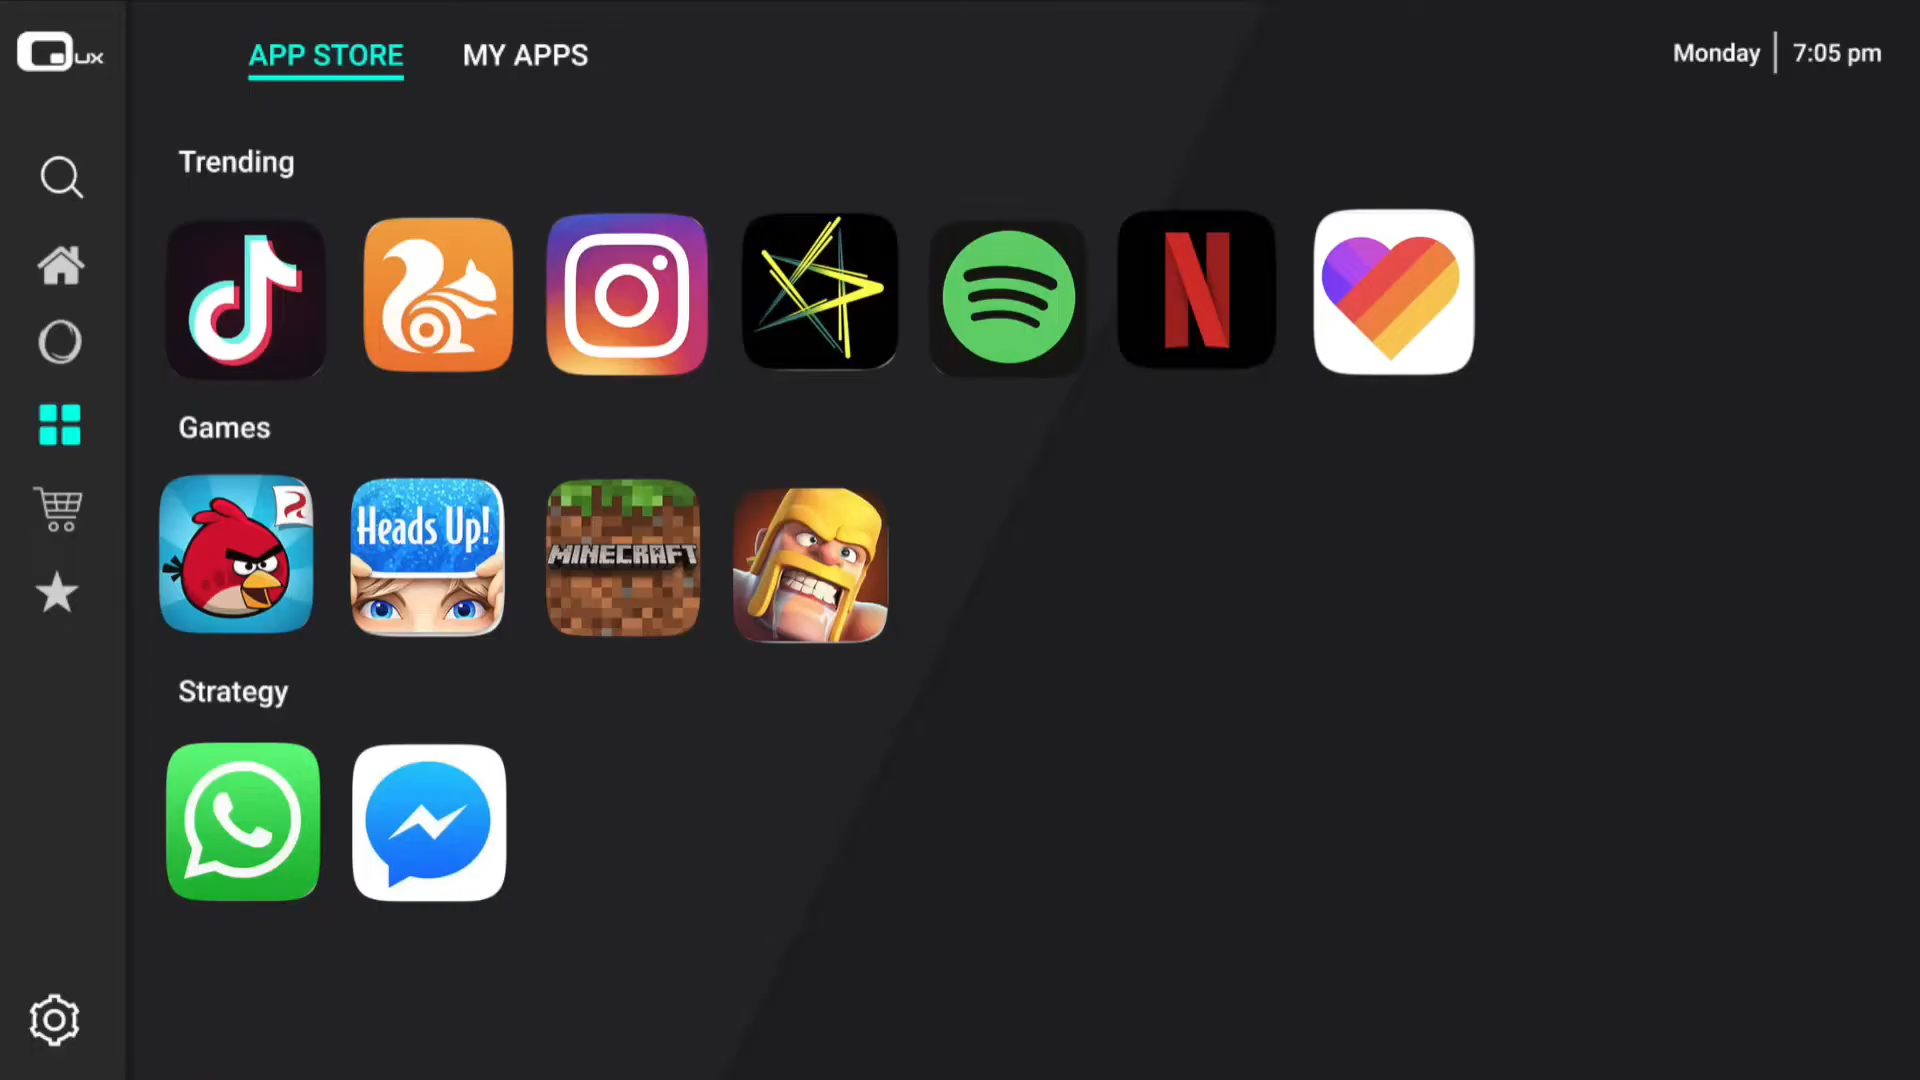 UX
APP STORE
MY APPS
Monday
7:05 pm
Trending
Games
Heads Up!
MINECRAFT
Strategy